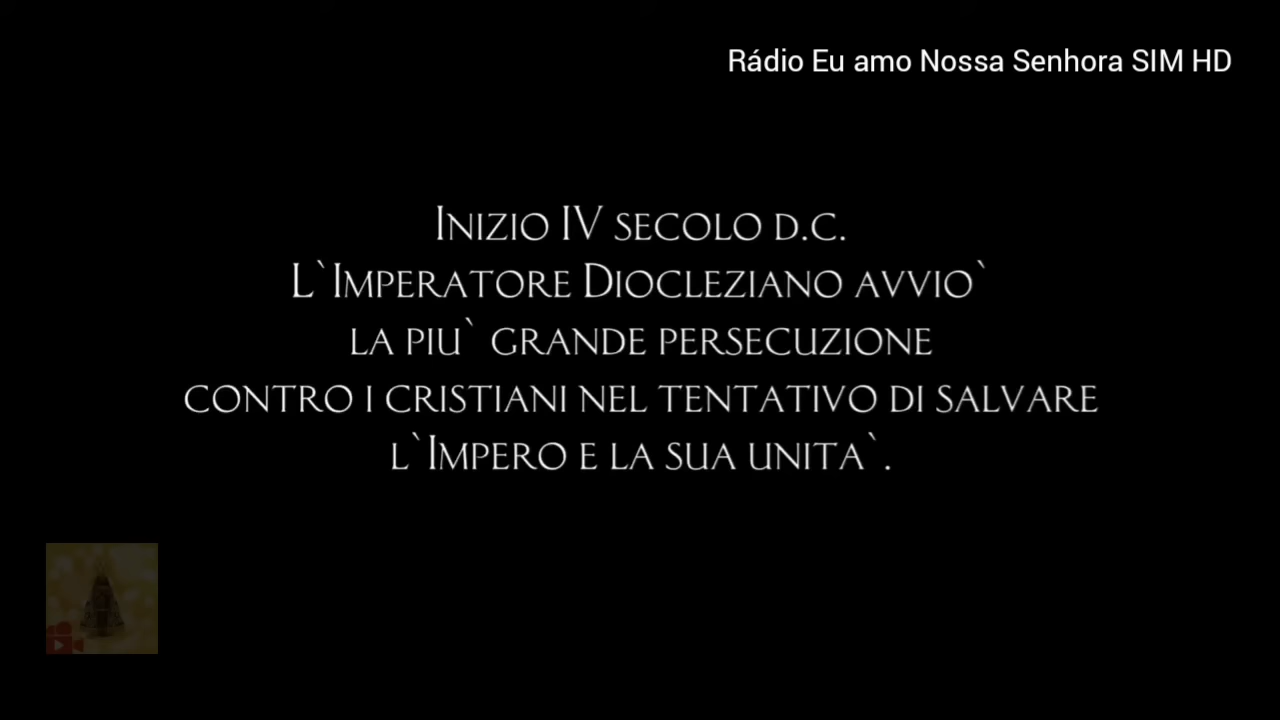 Rádio Eu amo Nossa Senhora SIM HD
Inizio IV secolo d.c.
L`Imperatore Diocleziano avvio`
la piu` grande persecuzione
contro i cristiani nel tentativo di salvare
l`Impero e la sua unita`.